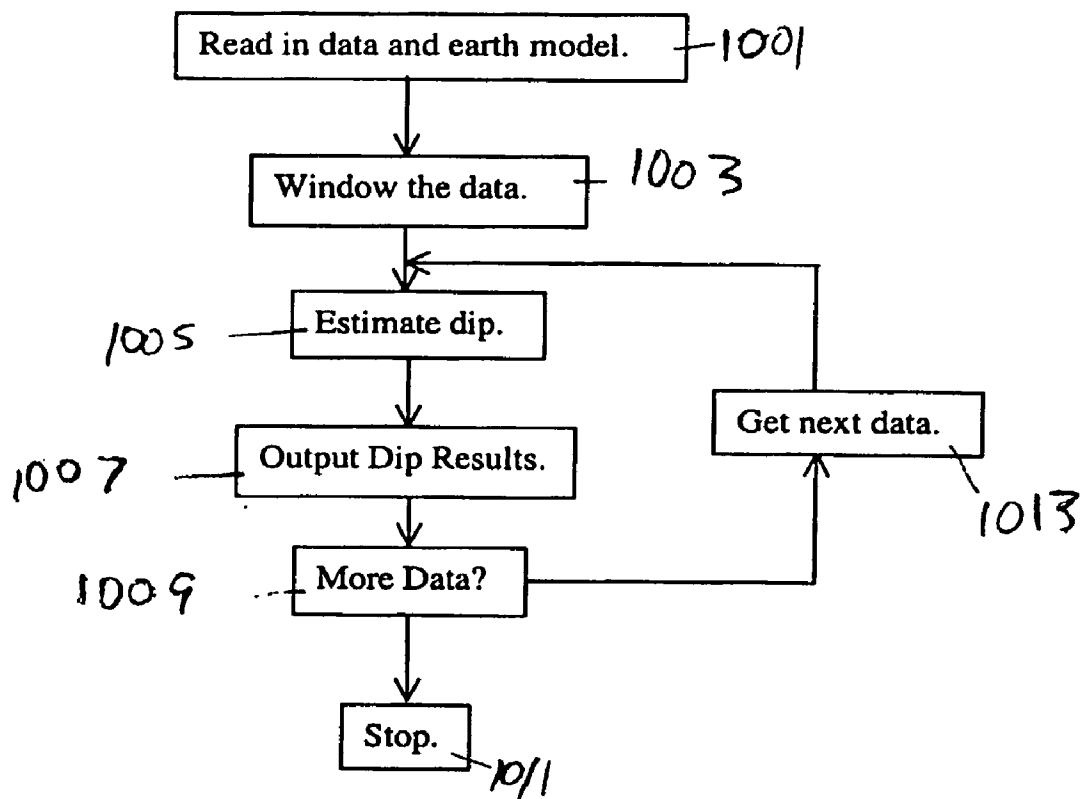 Read in data and earth model.
1001
Window the data.
1003
Estimate dip.
1005
Output Dip Results.
1007
Get next data.
1013
More Data?
1009
Stop.
1011